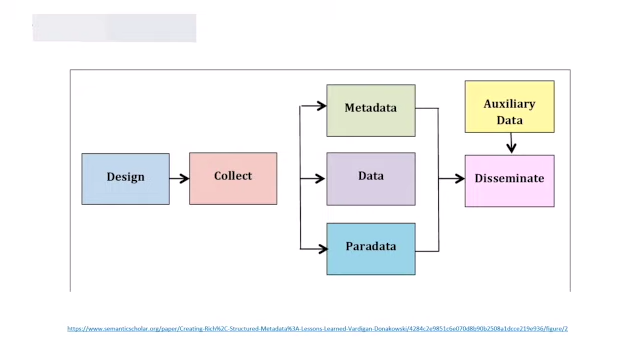 Design
Collect
Metadata
Data
Paradata
Auxiliary
Data
Disseminate
https://www.semanticscholar.org/paper/Creating-Rich%2C-Structured-Metadata%3A-Lessons-Learned-Vardigan-Donakowski/4284c2e9851c6e070d8b90b2508a1dcce219e936/figure/2